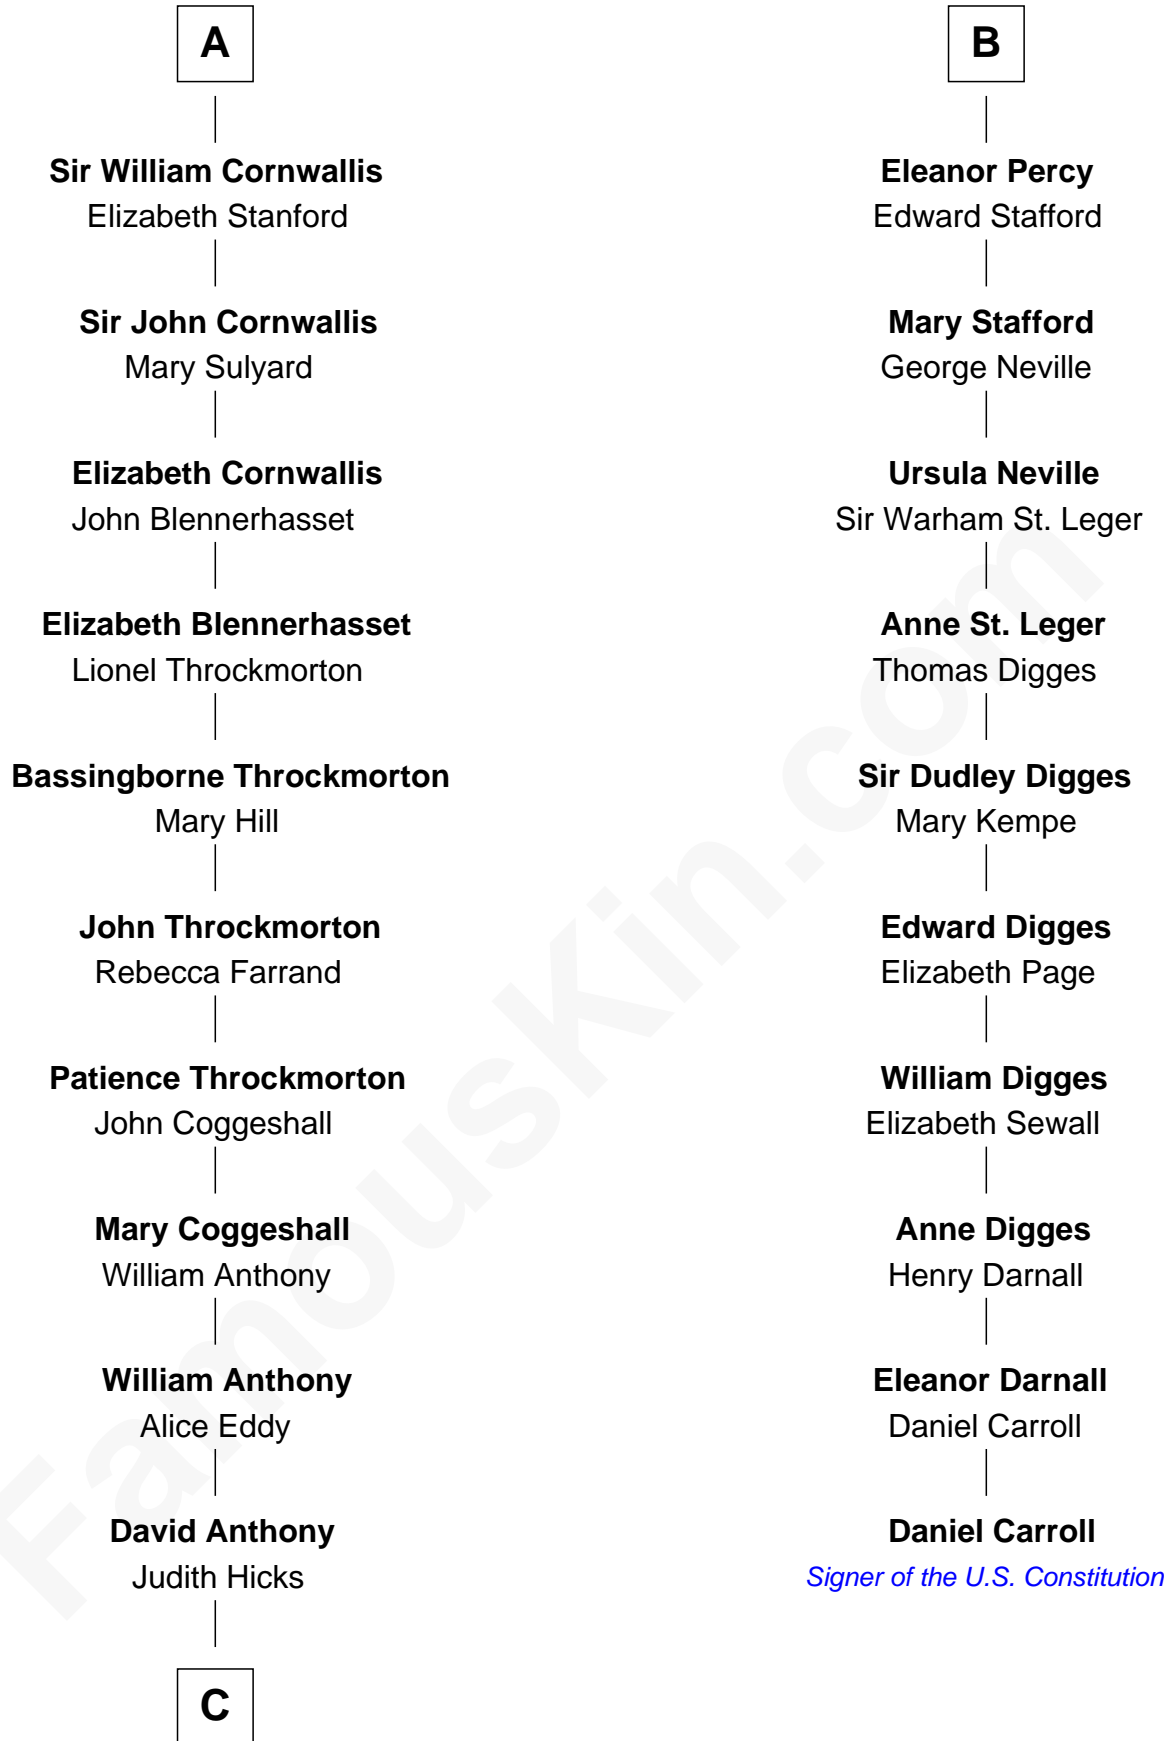 A
Sir William Cornwallis
Elizabeth Stanford
Sir John Cornwallis
Mary Sulyard
Elizabeth Cornwallis
John Blennerhasset
Elizabeth Blennerhasset
Lionel Throckmorton
Bassingborne Throckmorton
Mary Hill
John Throckmorton
Rebecca Farrand
Patience Throckmorton
John Coggeshall
Mary Coggeshall
William Anthony
William Anthony
Alice Eddy
David Anthony
Judith Hicks
C
B
Eleanor Percy
Edward Stafford
Mary Stafford
George Neville
Ursula Neville
Sir Warham St. Leger
Anne St. Leger
Thomas Digges
Sir Dudley Digges
Mary Kempe
Edward Digges
Elizabeth Page
William Digges
Elizabeth Sewall
Anne Digges
Henry Darnall
Eleanor Darnall
Daniel Carroll
Daniel Carroll
Signer of the U.S. Constitution
FamousKin.com